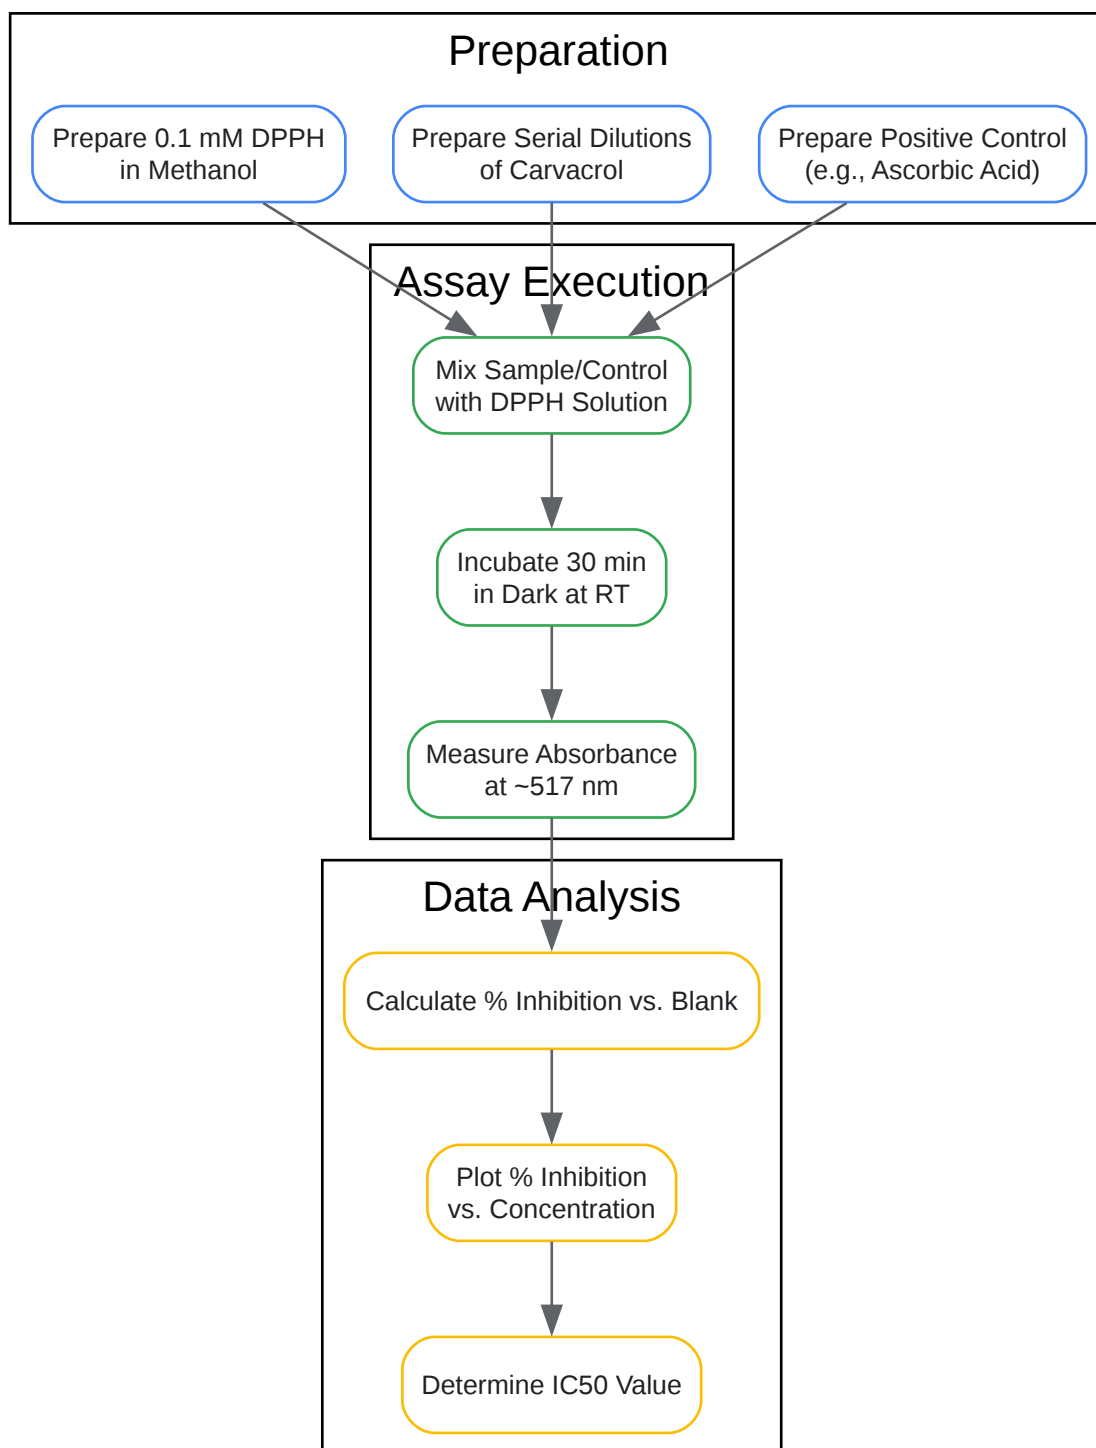 Preparation
Prepare 0.1 mM DPPH
in Methanol
Prepare Serial Dilutions
of Carvacrol
Prepare Positive Control
(e.g., Ascorbic Acid)
Assay Execution
Mix Sample/Control
with DPPH Solution
Incubate 30 min
in Dark at RT
Measure Absorbance
at ~517 nm
Data Analysis
Calculate % Inhibition vs. Blank
Plot % Inhibition
vs. Concentration
Determine IC50 Value